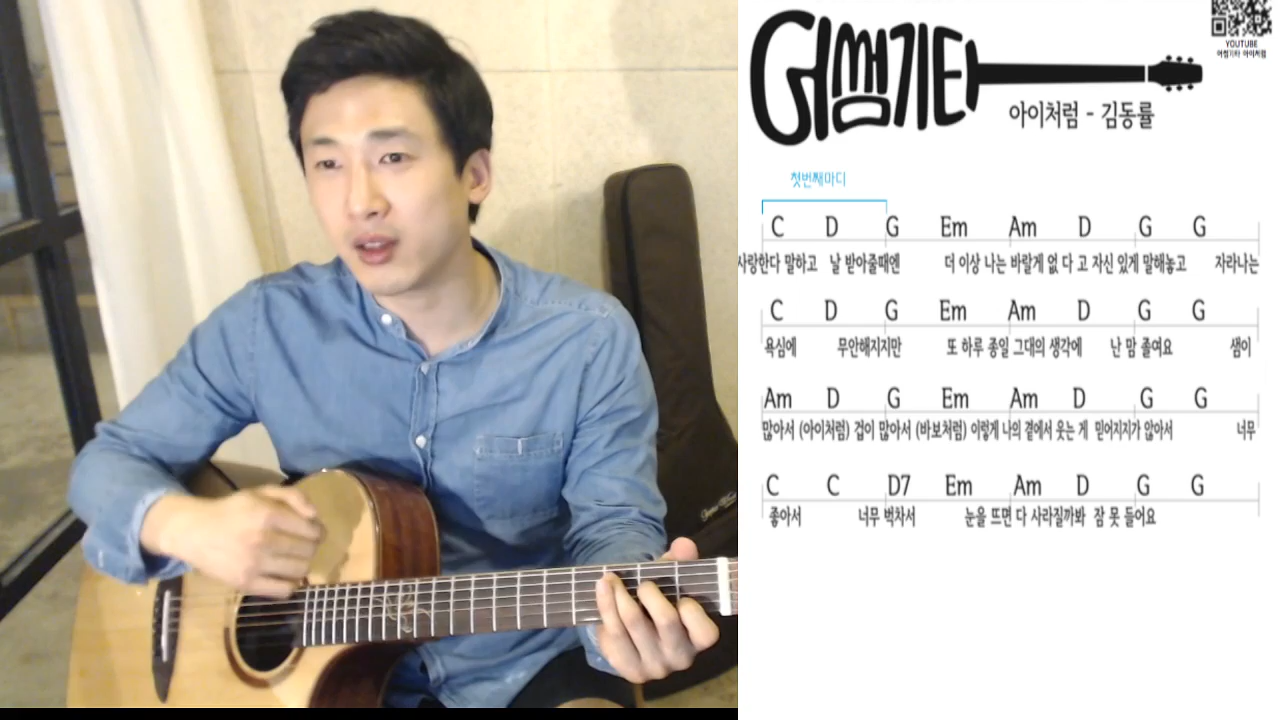 어썸기타
YOUTUBE
어썸기타 아이처럼
아이처럼 - 김동률
첫번째마디
C D G Em Am D G G
사랑한다 말하고 날 받아줄때엔 더 이상 나는 바랄게 없 다 고 자신 있게 말해놓고 자라나는
C D G Em Am D G G
욕심에 무안해지지만 또 하루 종일 그대의 생각에 난 맘 졸여요 샘이
Am D G Em Am D G G
많아서 (아이처럼) 겁이 많아서 (바보처럼) 이렇게 나의 곁에서 웃는 게 믿어지지가 않아서 너무
C C D7 Em Am D G G
좋아서 너무 벅차서 눈을 뜨면 다 사라질까봐 잠 못 들어요